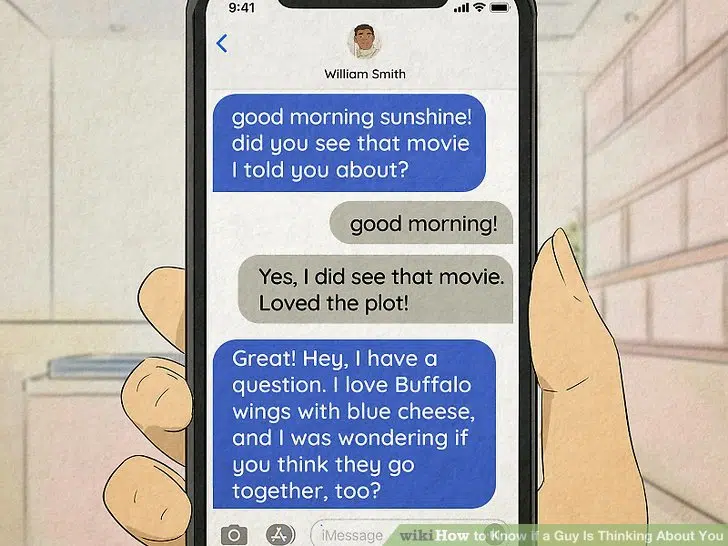 9:41
William Smith
good morning sunshine!
did you see that movie
I told you about?
good morning!
Yes, I did see that movie.
Loved the plot!
Great! Hey, I have a
question. I love Buffalo
wings with blue cheese,
and I was wondering if
you think they go
together, too?
iMessage
wikiHow to Know if a Guy Is Thinking About You